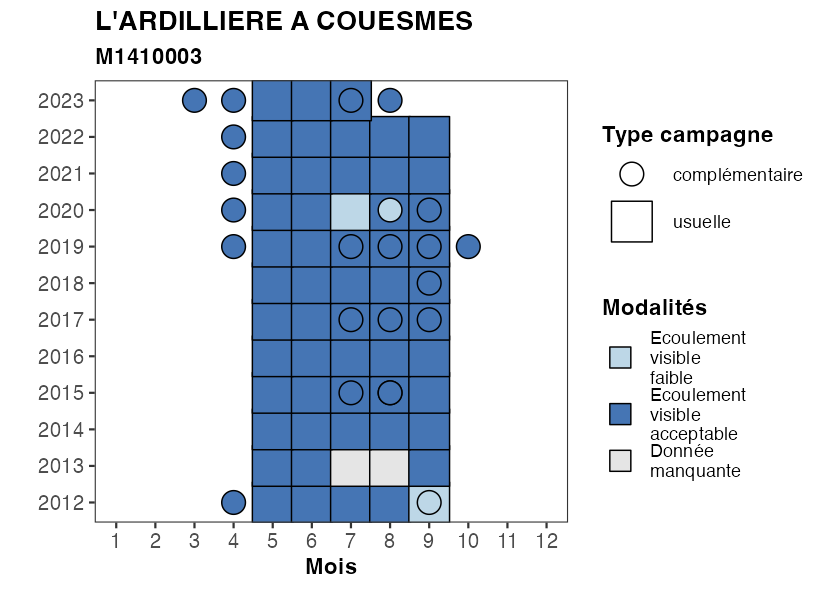 L'ARDILLIERE A COUESMES
M1410003
2023
2022
2021
2020
2019
2018
2017
2016
2015
2014
2013
2012
1 2 3 4 5 6 7 8 9 10 11 12
Mois
Type campagne
complémentaire
usuelle
Modalités
Ecoulement
visible
faible
Ecoulement
visible
acceptable
Donnée
manquante